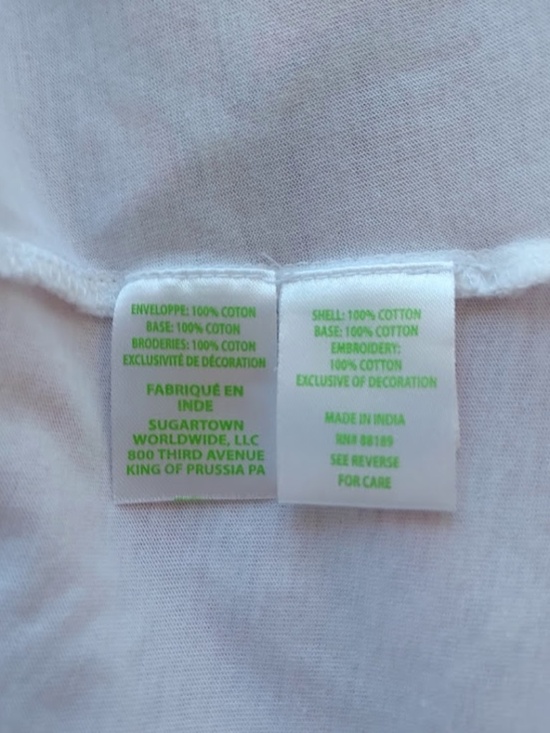 ENVELOPPE: 100% COTON
BASE: 100% COTON
BRODERIES: 100% COTON
EXCLUSIVITÉ DE DÉCORATION
FABRIQUÉ EN
INDE
SUGARTOWN
WORLDWIDE, LLC
800 THIRD AVENUE
KING OF PRUSSIA PA
SHELL: 100% COTTON
BASE: 100% COTTON
EMBROIDERY:
100% COTTON
EXCLUSIVE OF DECORATION
MADE IN INDIA
RN# 88189
SEE REVERSE
FOR CARE